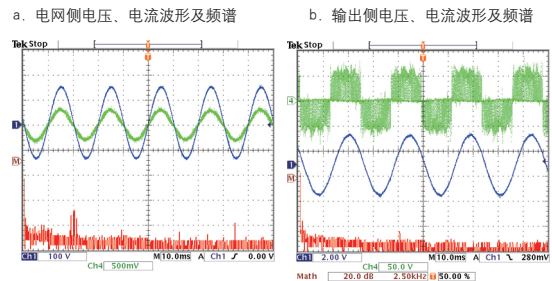 a. 电网侧电压、电流波形及频谱
b. 输出侧电压、电流波形及频谱
Tek Stop
T
T
1
M
Ch1 100 V M 10.0ms A Ch1 0.00 V
Ch4 500mV
Tek Stop
T
T
4
1
M
Ch1 2.00 V M 10.0ms A Ch1 280mV
Ch4 50.0 V
Math 20.0 dB 2.50kHz T 50.00 %